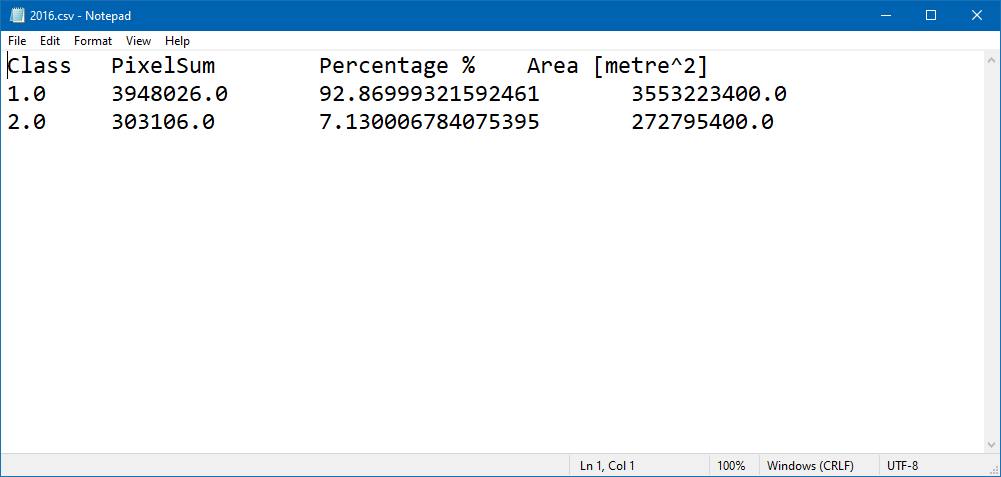 2016.csv - Notepad
File Edit Format View Help
Class PixelSum Percentage % Area [metre^2]
1.0 3948026.0 92.86999321592461 3553223400.0
2.0 303106.0 7.130006784075395 272795400.0
Ln 1, Col 1 100% Windows (CRLF) UTF-8